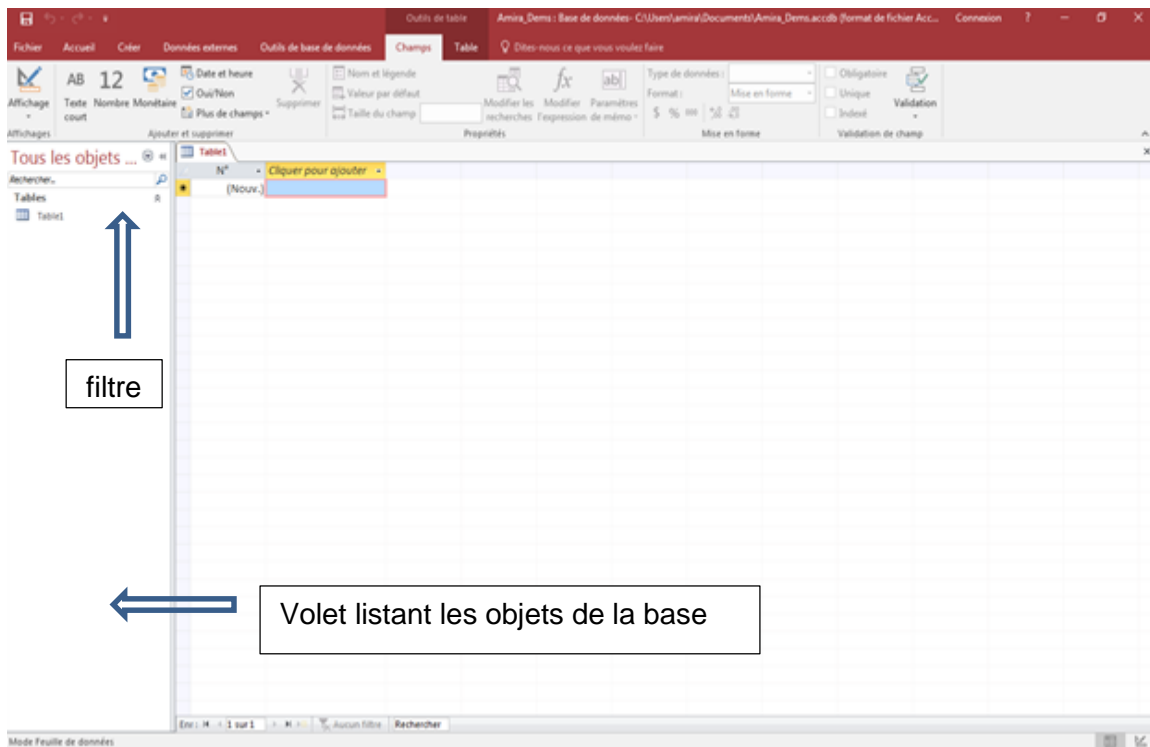 Outils de table Amira_Dems : Base de données- C:\Users\amira\Documents\Amira_Dems.accdb (format de fichier Acc... Connexion ?
Fichier Accueil Créer Données externes Outils de base de données Champs Table Dites-nous ce que vous voulez faire
Affichage
AB Texte court
12 Nombre
Monétaire
Date et heure
Oui/Non
Plus de champs
Supprimer
Nom et légende
Valeur par défaut
Taille du champ
Modifier les recherches
fx Modifier l'expression
ab| Paramètres de mémo
Type de données :
Format : Mise en forme
$ %
Obligatoire
Unique
Indexé
Validation
Affichages Ajouter et supprimer Propriétés Mise en forme Validation de champ
Tous les objets ... «
Rechercher...
Tables
Table1
Table1
N° Cliquer pour ajouter
(Nouv.)
filtre
Volet listant les objets de la base
Enr : 1 sur 1 Aucun filtre Rechercher
Mode Feuille de données